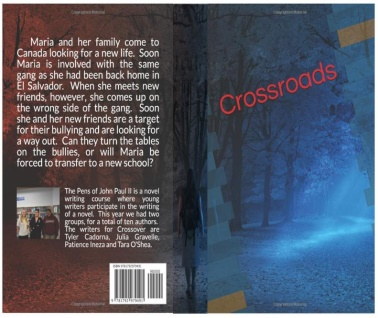 Maria and her family come to
Canada looking for a new life. Soon
Maria is involved with the same
gang as she had been back home in
El Salvador. When she meets new
friends, however, she comes up on
the wrong side of the gang. Soon
she and her new friends are a target
for their bullying and are looking for
a way out. Can they turn the tables
on the bullies, or will Maria be
forced to transfer to a new school?
The Pens of John Paul II is a novel
writing course where young
writers participate in the writing
of a novel. This year we had two
groups, for a total of ten authors.
The writers for Crossover are
Tyler Cadorna, Julia Gravelle,
Patience Ineza and Tara O'Shea.
Crossroads